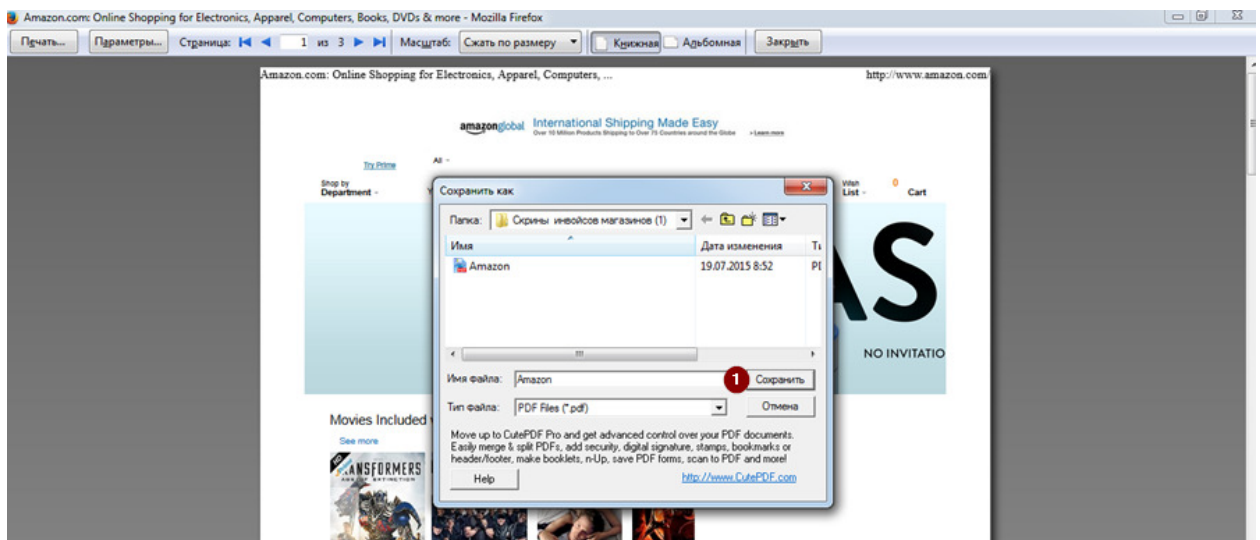 Amazon.com: Online Shopping for Electronics, Apparel, Computers, Books, DVDs & more - Mozilla Firefox
Печать... Параметры... Страница: 1 из 3 Масштаб: Сжать по размеру Книжная Альбомная Закрыть
Amazon.com: Online Shopping for Electronics, Apparel, Computers, ... http://www.amazon.com/
amazonglobal International Shipping Made Easy
Over 10 Million Products Shipping to Over 75 Countries around the Globe › Learn more
Try Prime All
Shop by
Department
Wish
List
0
Cart
Сохранить как
Папка: Скрины инвойсов магазинов (1)
Имя Дата изменения
Amazon 19.07.2015 8:52
AS
NO INVITATIO
Имя файла: Amazon 1 Сохранить
Тип файла: PDF Files (*.pdf) Отмена
Move up to CutePDF Pro and get advanced control over your PDF documents.
Easily merge & split PDFs, add security, digital signature, stamps, bookmarks or
header/footer, make booklets, n-Up, save PDF forms, scan to PDF and more!
Help http://www.CutePDF.com
Movies Included
See more
TRANSFORMERS
AGE OF EXTINCTION